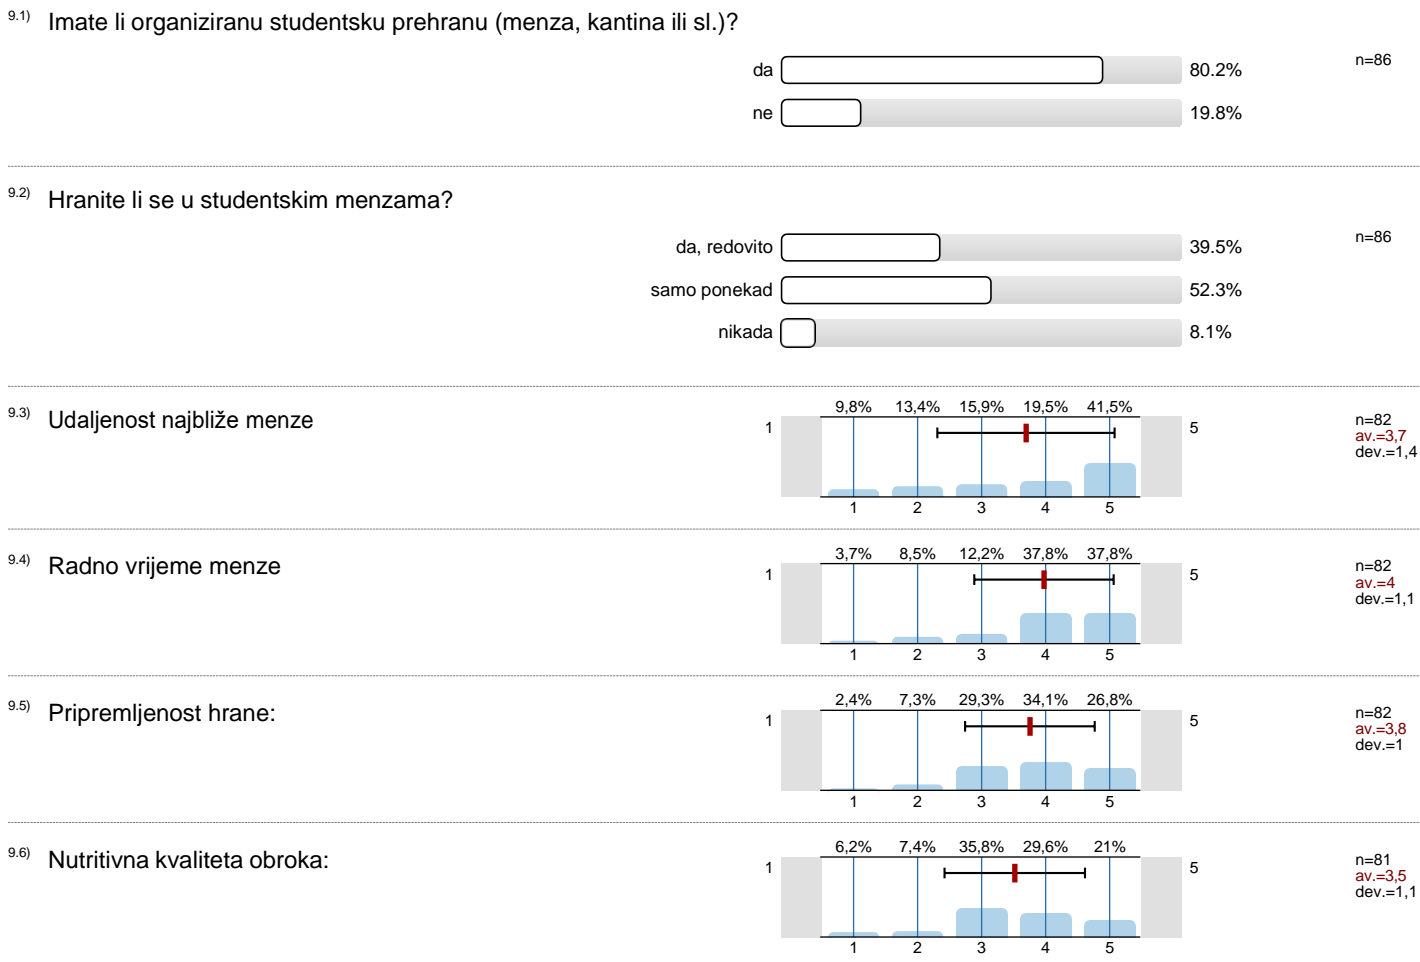 9.1) Imate li organiziranu studentsku prehranu (menza, kantina ili sl.)?
da 80.2% n=86
ne 19.8%
9.2) Hranite li se u studentskim menzama?
da, redovito 39.5% n=86
samo ponekad 52.3%
nikada 8.1%
9.3) Udaljenost najbliže menze
9,8% 13,4% 15,9% 19,5% 41,5%
1 5
1 2 3 4 5
n=82
av.=3,7
dev.=1,4
9.4) Radno vrijeme menze
3,7% 8,5% 12,2% 37,8% 37,8%
1 5
1 2 3 4 5
n=82
av.=4
dev.=1,1
9.5) Pripremljenost hrane:
2,4% 7,3% 29,3% 34,1% 26,8%
1 5
1 2 3 4 5
n=82
av.=3,8
dev.=1
9.6) Nutritivna kvaliteta obroka:
6,2% 7,4% 35,8% 29,6% 21%
1 5
1 2 3 4 5
n=81
av.=3,5
dev.=1,1